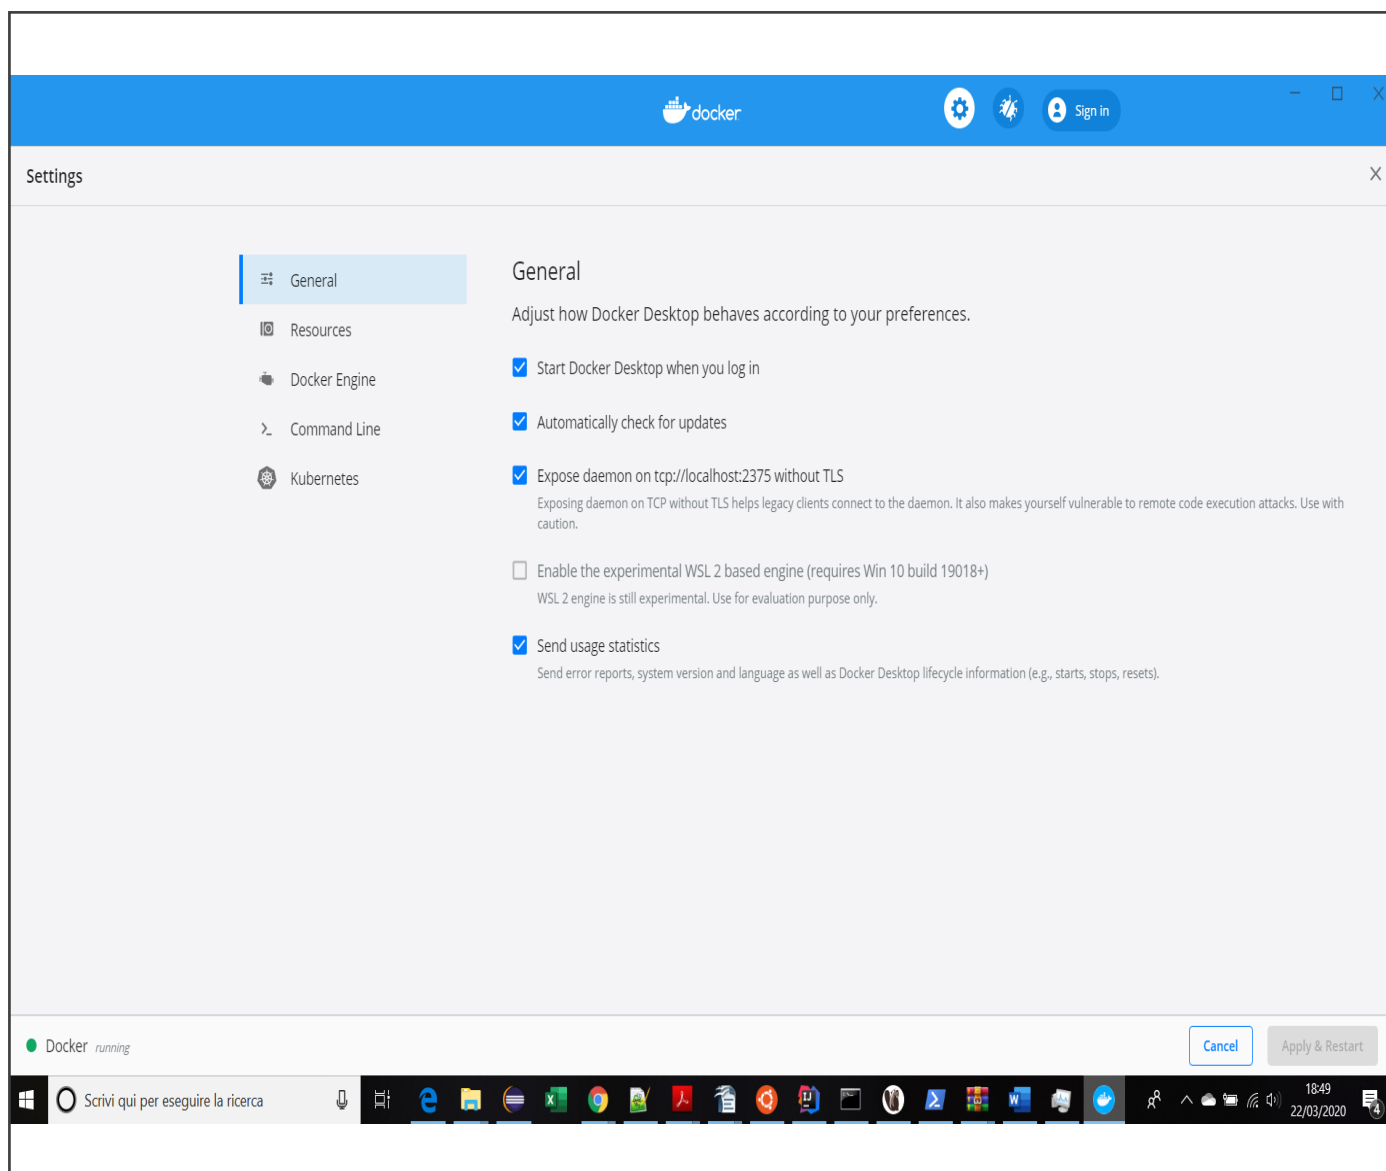 docker
Sign in
Settings
General
Resources
Docker Engine
Command Line
Kubernetes
General
Adjust how Docker Desktop behaves according to your preferences.
Start Docker Desktop when you log in
Automatically check for updates
Expose daemon on tcp://localhost:2375 without TLS
Exposing daemon on TCP without TLS helps legacy clients connect to the daemon. It also makes yourself vulnerable to remote code execution attacks. Use with
caution.
Enable the experimental WSL 2 based engine (requires Win 10 build 19018+)
WSL 2 engine is still experimental. Use for evaluation purpose only.
Send usage statistics
Send error reports, system version and language as well as Docker Desktop lifecycle information (e.g., starts, stops, resets).
Docker running
Cancel
Apply & Restart
Scrivi qui per eseguire la ricerca
18:49
22/03/2020
4